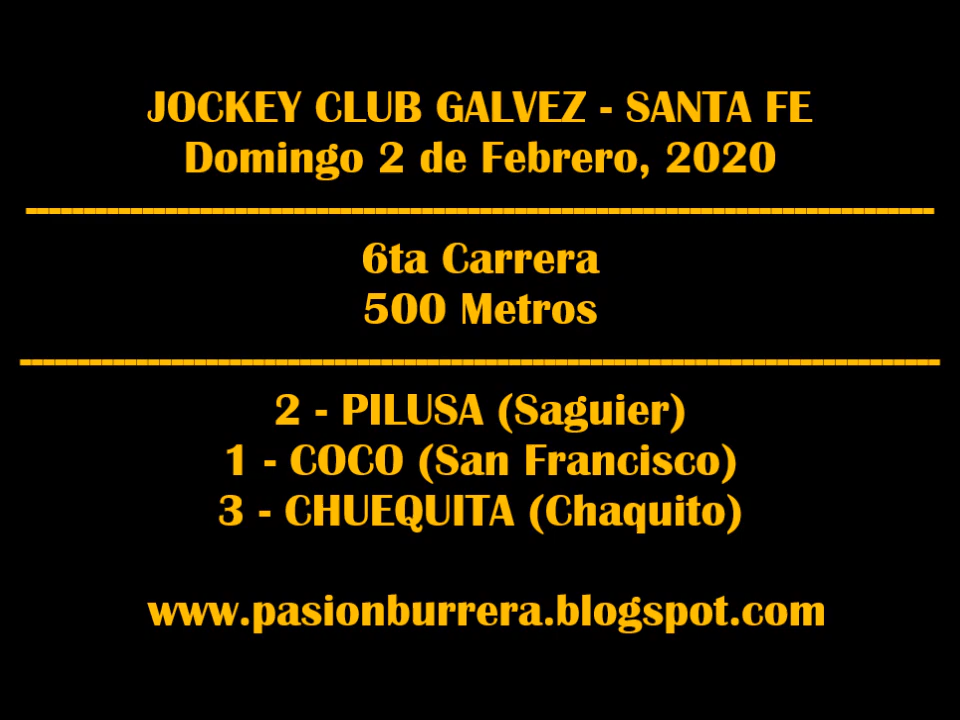 JOCKEY CLUB GALVEZ - SANTA FE
Domingo 2 de Febrero, 2020
6ta Carrera
500 Metros
2 - PILUSA (Saguier)
1 - COCO (San Francisco)
3 - CHUEQUITA (Chaquito)
www.pasionburrera.blogspot.com